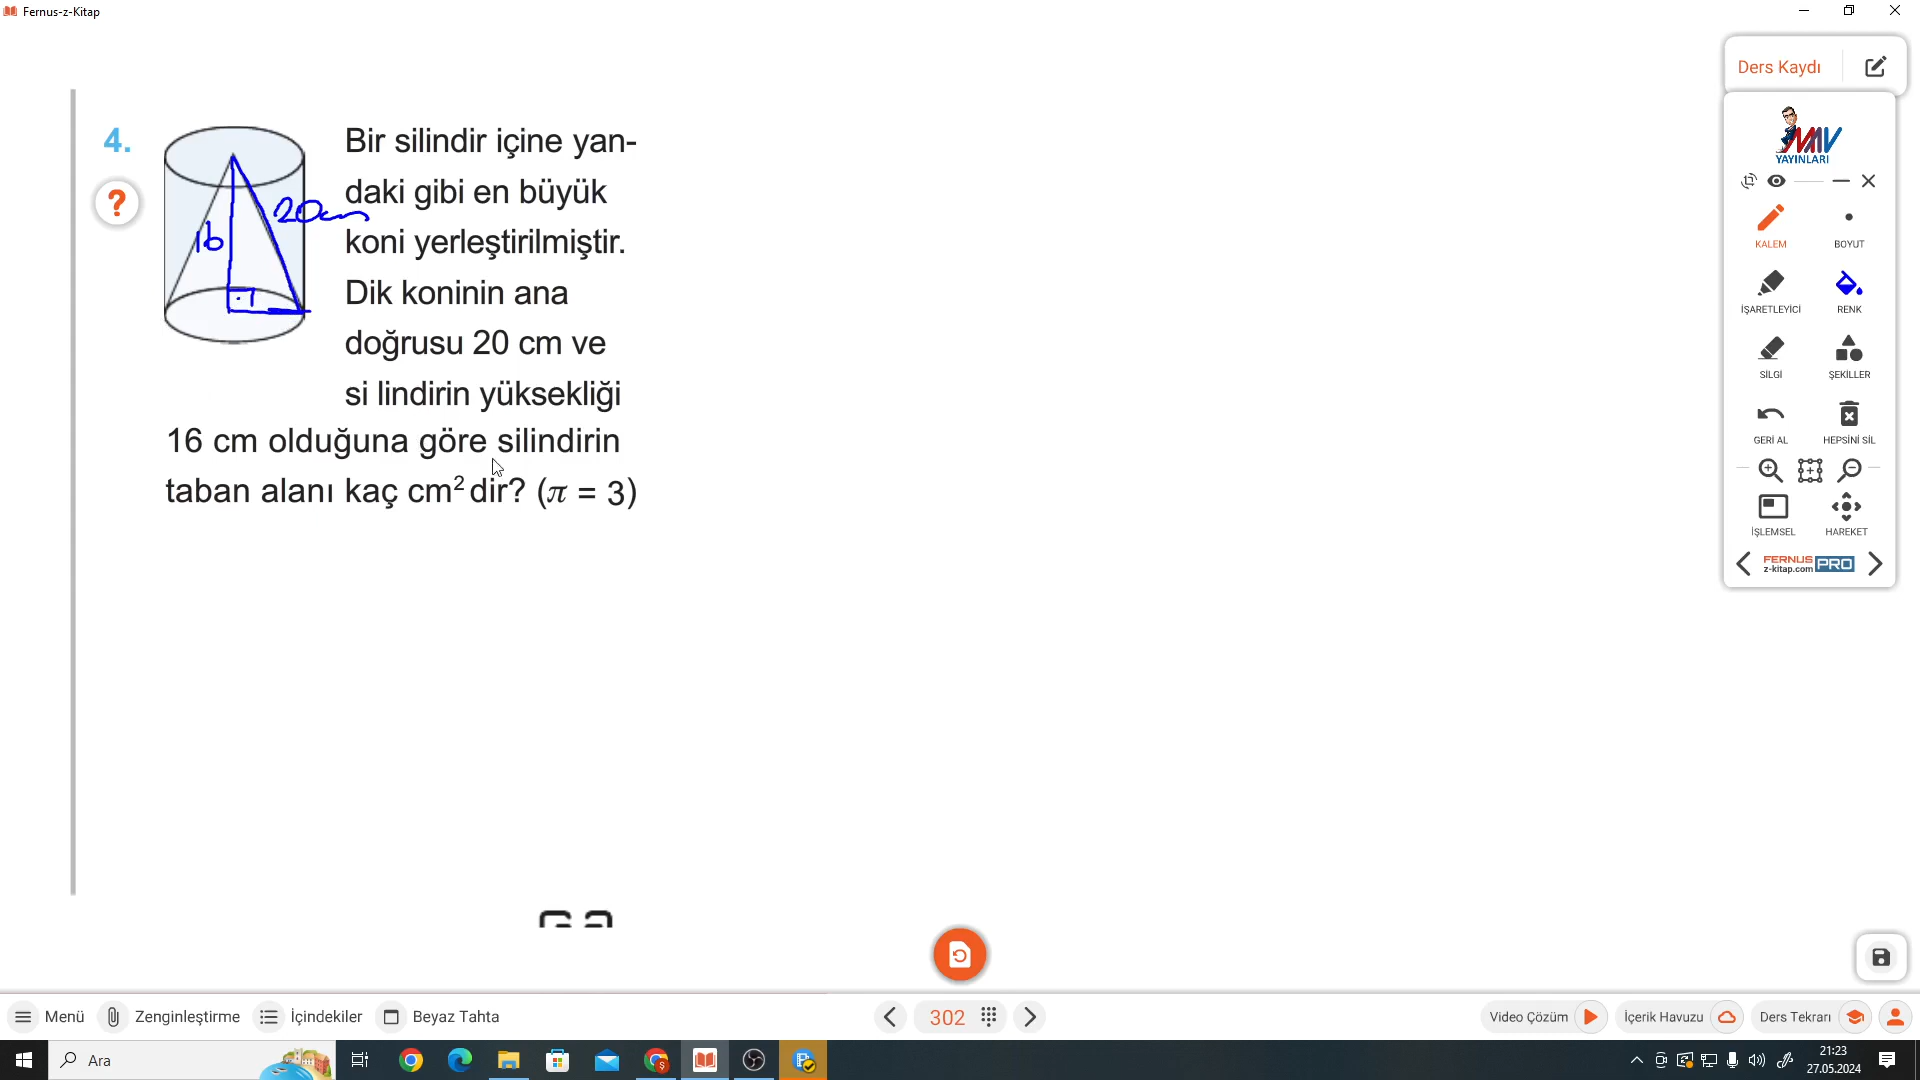 Fernus-z-Kitap
Ders Kaydı
MAV
YAYINLARI
4.
?
Bir silindir içine yan-
daki gibi en büyük
koni yerleştirilmiştir.
Dik koninin ana
doğrusu 20 cm ve
si lindirin yüksekliği
16 cm olduğuna göre silindirin
taban alanı kaç cm² dir? (π = 3)
20cm
16
KALEM
BOYUT
İŞARETLEYİCİ
RENK
SİLGİ
ŞEKİLLER
GERİ AL
HEPSİNİ SİL
İŞLEMSEL
HAREKET
FERNUS
z-kitap.com PRO
Menü
Zenginleştirme
İçindekiler
Beyaz Tahta
302
Video Çözüm
İçerik Havuzu
Ders Tekrarı
Ara
21:23
27.05.2024